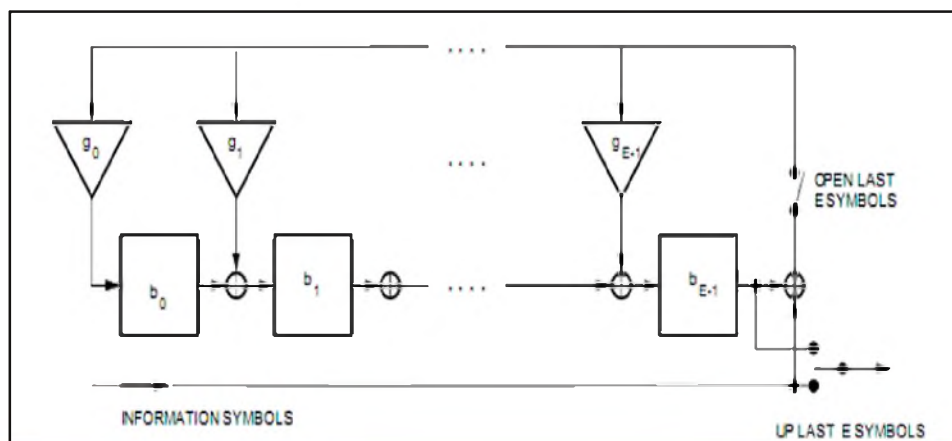 . . . .
g0
g1
gE-1
. . . .
OPEN LAST
E SYMBOLS
b0
b1
. . . .
bE-1
INFORMATION SYMBOLS
UP LAST E SYMBOLS